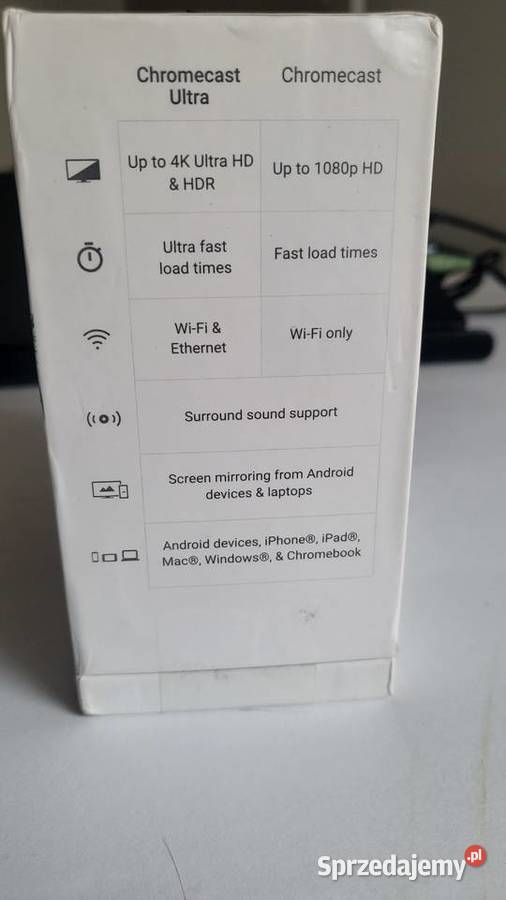 Chromecast Ultra
Chromecast
Up to 4K Ultra HD
& HDR
Up to 1080p HD
Ultra fast
load times
Fast load times
Wi-Fi &
Ethernet
Wi-Fi only
Surround sound support
Screen mirroring from Android
devices & laptops
Android devices, iPhone®, iPad®,
Mac®, Windows®, & Chromebook
Sprzedajemy.pl